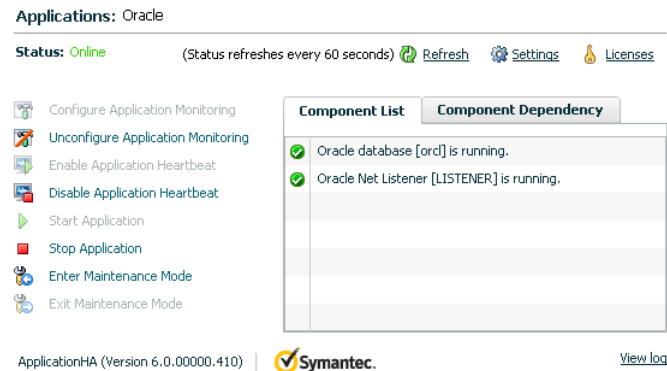 Applications: Oracle
Status: Online (Status refreshes every 60 seconds) Refresh Settings Licenses
Configure Application Monitoring
Unconfigure Application Monitoring
Enable Application Heartbeat
Disable Application Heartbeat
Start Application
Stop Application
Enter Maintenance Mode
Exit Maintenance Mode
Component List Component Dependency
Oracle database [orcl] is running.
Oracle Net Listener [LISTENER] is running.
ApplicationHA (Version 6.0.00000.410) Symantec. View log